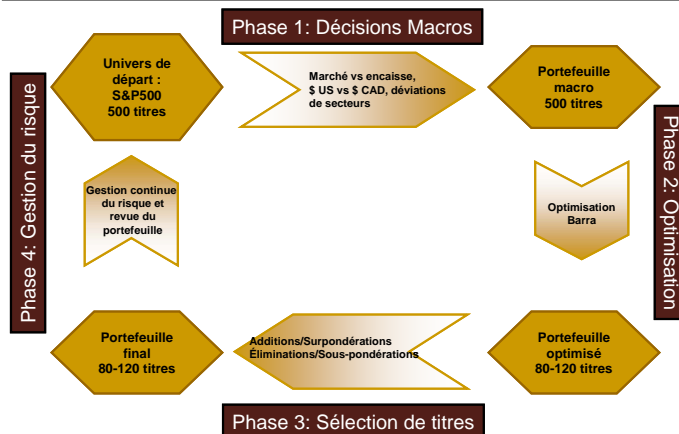 Phase 1: Décisions Macros
Univers de
départ :
S&P500
500 titres
Marché vs encaisse,
$ US vs $ CAD, déviations
de secteurs
Portefeuille
macro
500 titres
Phase 2: Optimisation
Optimisation
Barra
Portefeuille
optimisé
80-120 titres
Phase 3: Sélection de titres
Additions/Surpondérations
Éliminations/Sous-pondérations
Portefeuille
final
80-120 titres
Phase 4: Gestion du risque
Gestion continue
du risque et
revue du
portefeuille